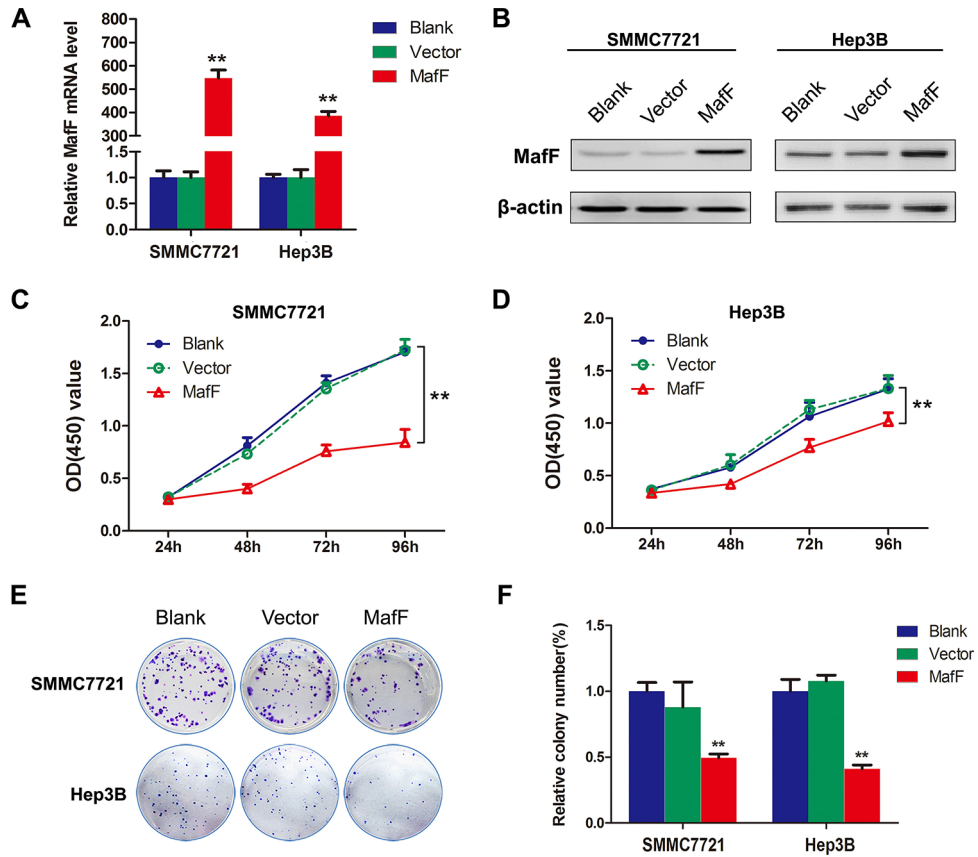 A
Relative MafF mRNA level
800
700
600
500
400
300
1.5
1.0
0.5
0.0
Blank
Vector
MafF
**
**
SMMC7721
Hep3B
B
SMMC7721
Hep3B
Blank
Vector
MafF
Blank
Vector
MafF
MafF
β-actin
C
SMMC7721
OD(450) value
2.0
1.5
1.0
0.5
0.0
Blank
Vector
MafF
**
24h
48h
72h
96h
D
Hep3B
OD(450) value
2.0
1.5
1.0
0.5
0.0
Blank
Vector
MafF
**
24h
48h
72h
96h
E
Blank
Vector
MafF
SMMC7721
Hep3B
F
Relative colony number(%)
1.5
1.0
0.5
0.0
Blank
Vector
MafF
**
**
SMMC7721
Hep3B